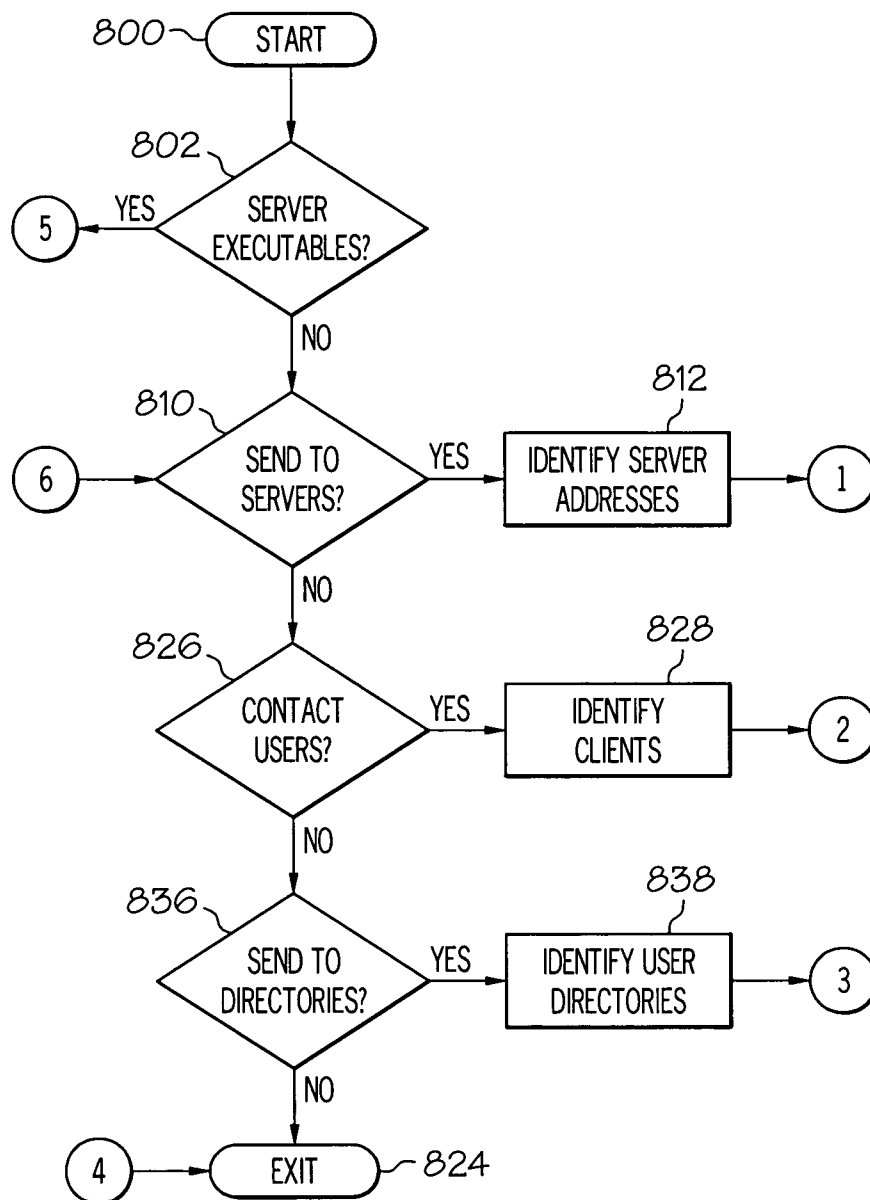 800
START
802
5
YES
SERVER
EXECUTABLES?
NO
810
812
6
SEND TO
SERVERS?
YES
IDENTIFY SERVER
ADDRESSES
1
NO
826
828
CONTACT
USERS?
YES
IDENTIFY
CLIENTS
2
NO
836
838
SEND TO
DIRECTORIES?
YES
IDENTIFY USER
DIRECTORIES
3
NO
4
EXIT
824